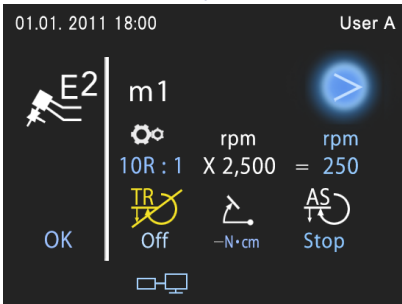 01.01. 2011 18:00 User A
E2
m1 >
rpm rpm
10R : 1 X 2,500 = 250
TR AS
OK Off –N·cm Stop